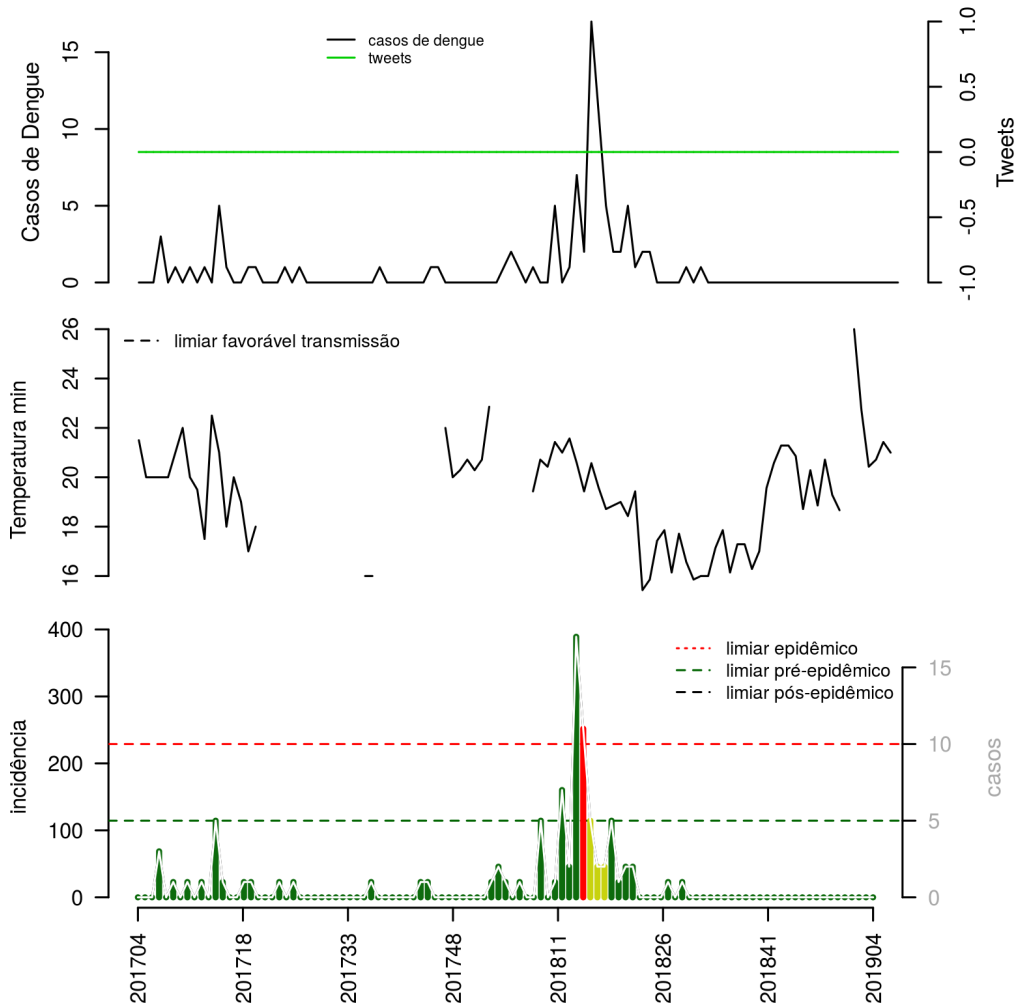 casos de dengue
tweets
Casos de Dengue
0
5
10
15
Tweets
-1.0
-0.5
0.0
0.5
1.0
limiar favorável transmissão
Temperatura min
16
18
20
22
24
26
limiar epidêmico
limiar pré-epidêmico
limiar pós-epidêmico
incidência
0
100
200
300
400
casos
0
5
10
15
201704
201718
201733
201748
201811
201826
201841
201904